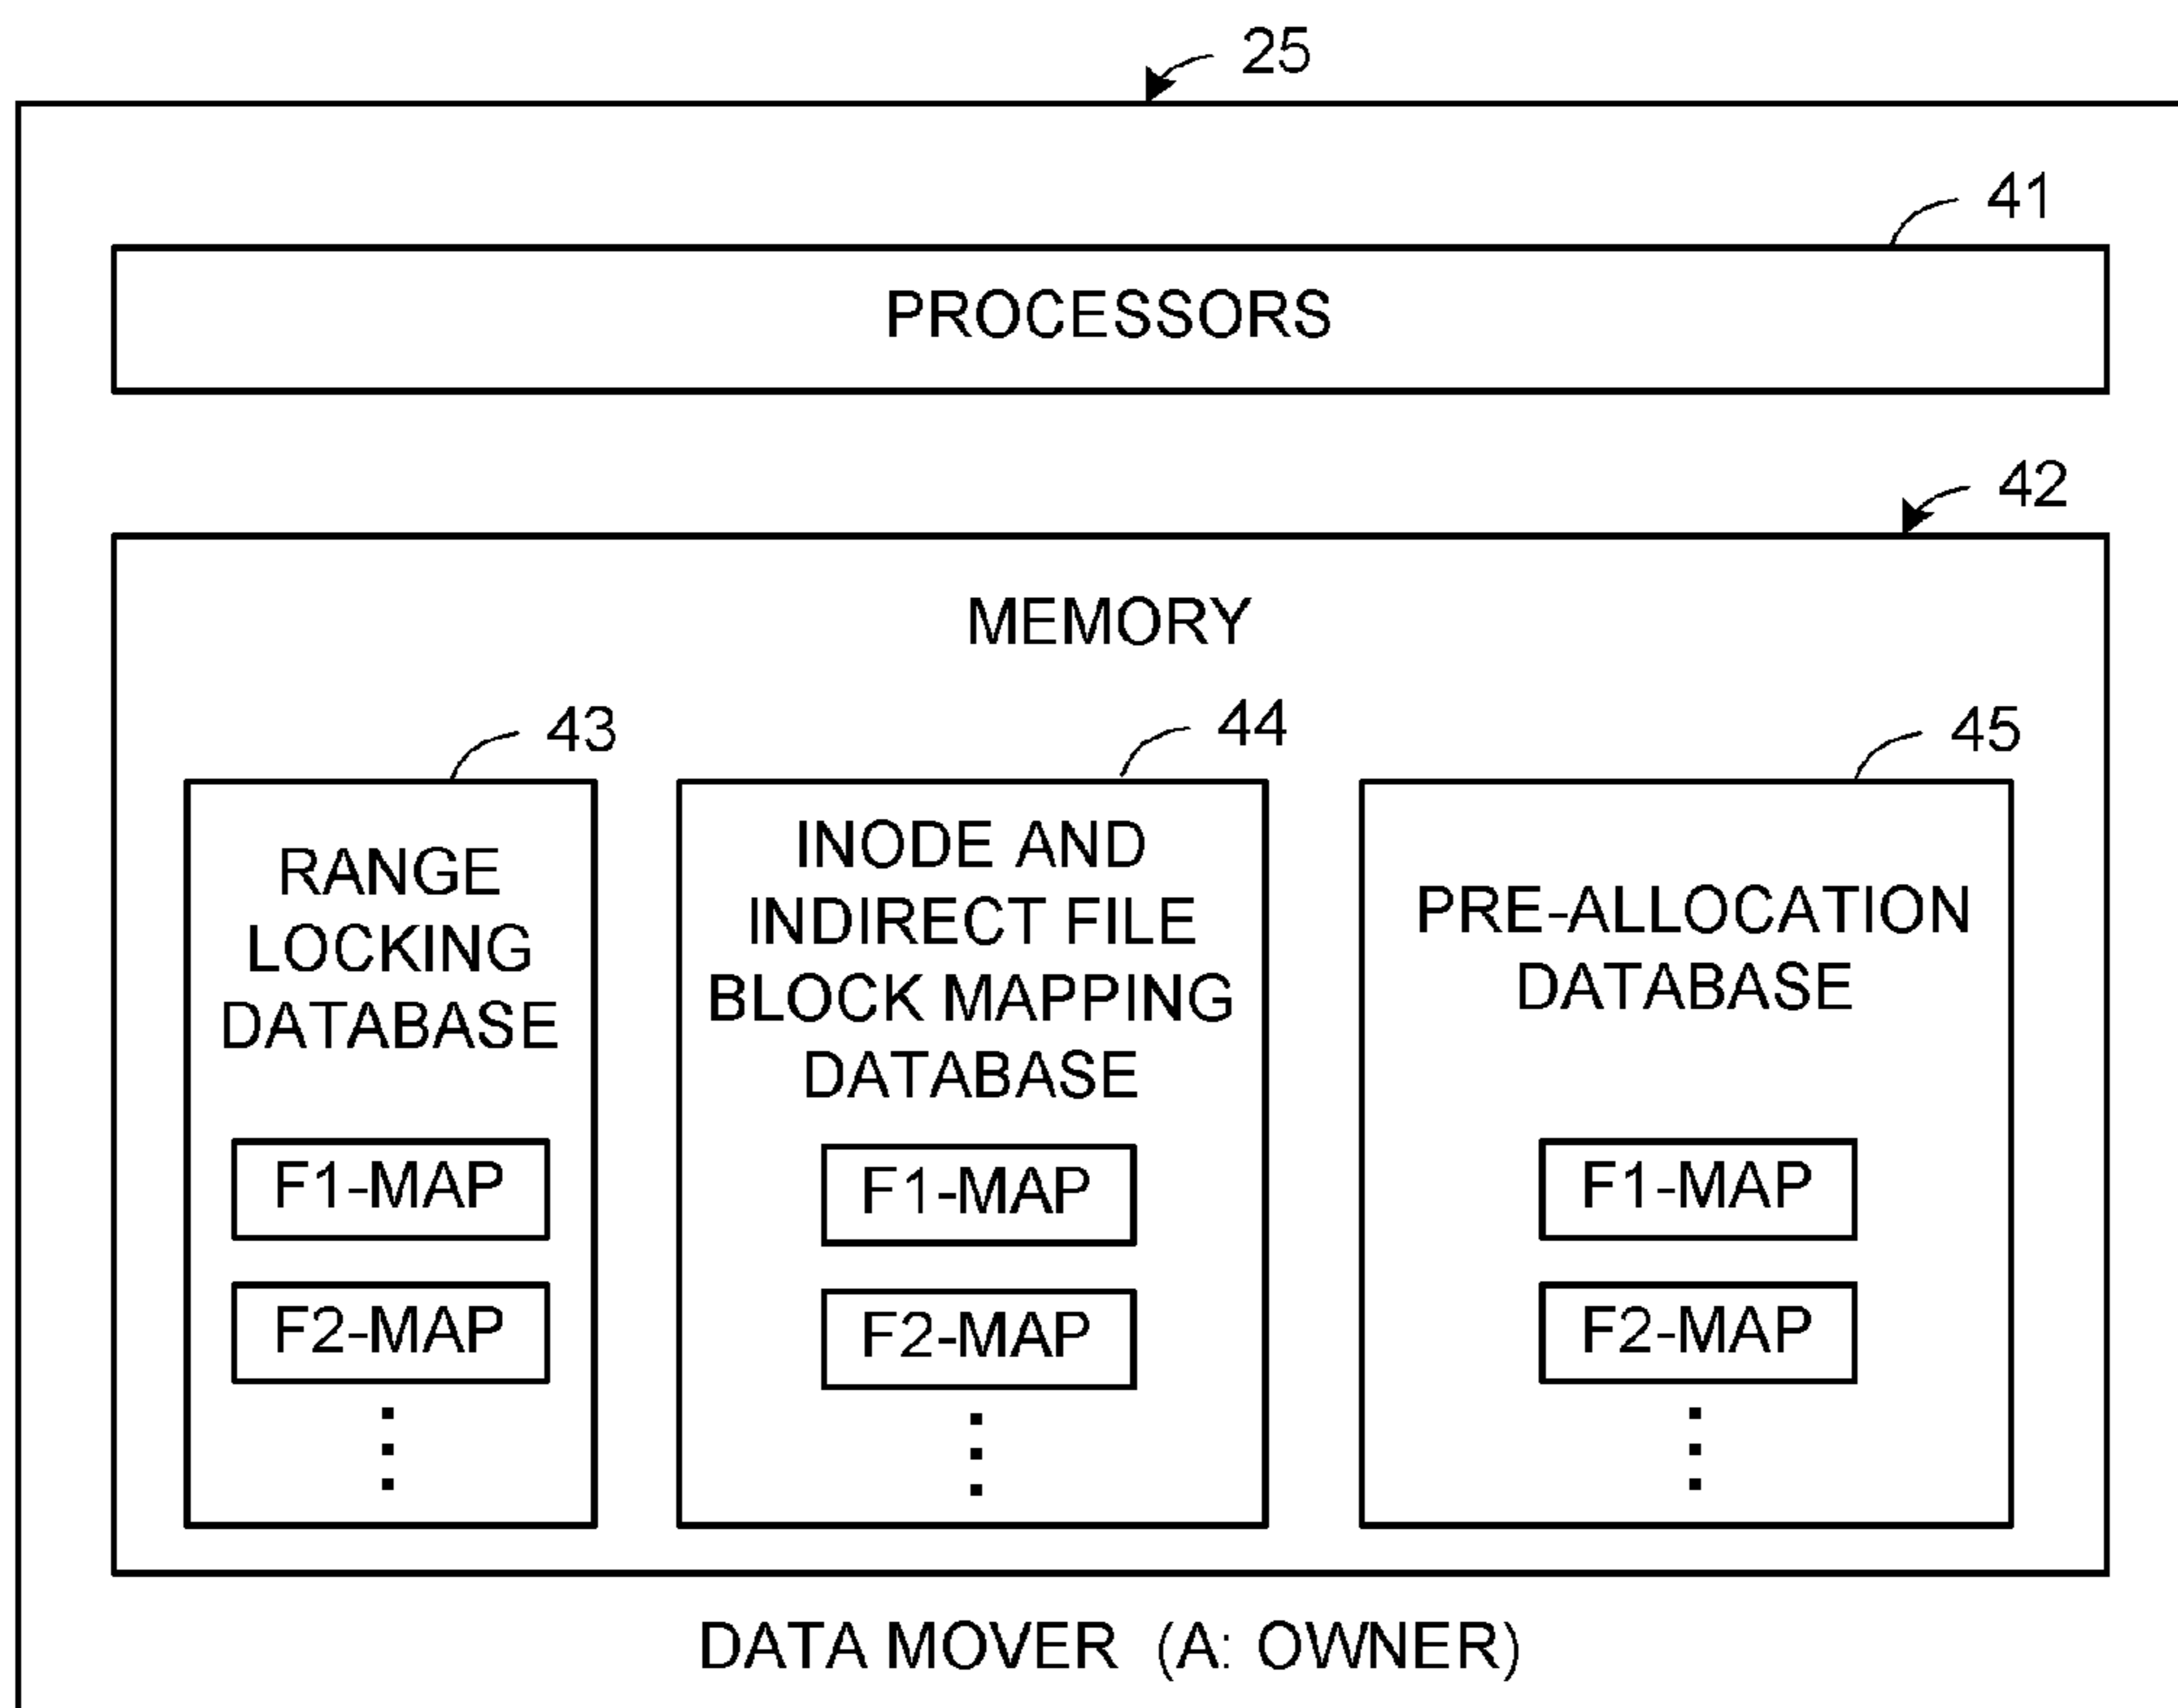 25
41
PROCESSORS
42
MEMORY
43
44
45
RANGE
LOCKING
DATABASE
F1-MAP
F2-MAP
INODE AND
INDIRECT FILE
BLOCK MAPPING
DATABASE
F1-MAP
F2-MAP
PRE-ALLOCATION
DATABASE
F1-MAP
F2-MAP
DATA MOVER (A: OWNER)